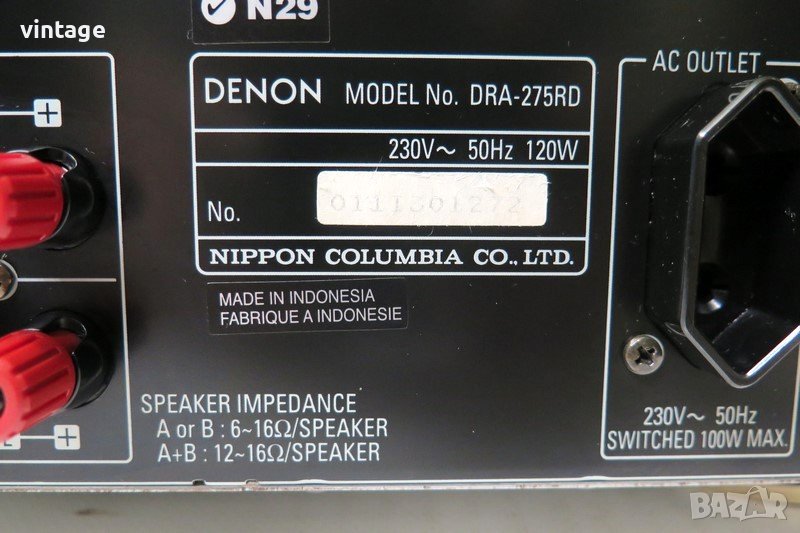 vintage
N29
DENON MODEL No. DRA-275RD
230V～ 50Hz 120W
No. 0111301272
NIPPON COLUMBIA CO., LTD.
MADE IN INDONESIA
FABRIQUE A INDONESIE
SPEAKER IMPEDANCE
A or B : 6~16Ω/SPEAKER
A+B : 12~16Ω/SPEAKER
+
+
AC OUTLET
230V～ 50Hz
SWITCHED 100W MAX.
BAZAR